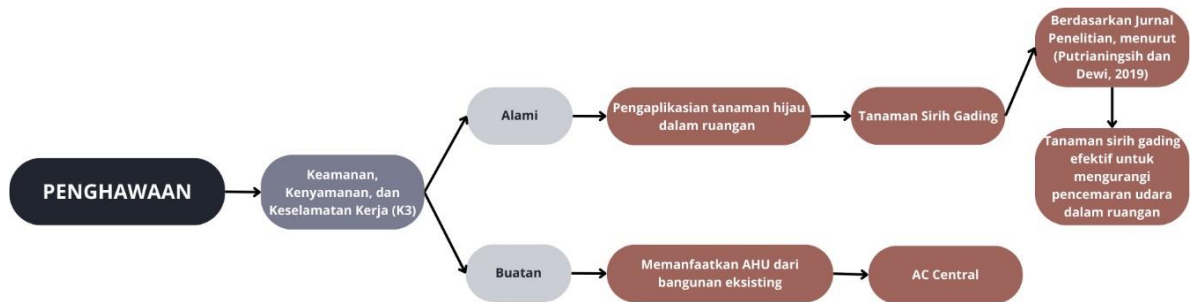 PENGHAWAAN
Keamanan,
Kenyamanan, dan
Keselamatan Kerja (K3)
Alami
Pengaplikasian tanaman hijau
dalam ruangan
Tanaman Sirih Gading
Berdasarkan Jurnal
Penelitian, menurut
(Putrianingsih dan
Dewi, 2019)
Tanaman sirih gading
efektif untuk
mengurangi
pencemaran udara
dalam ruangan
Buatan
Memanfaatkan AHU dari
bangunan eksisting
AC Central